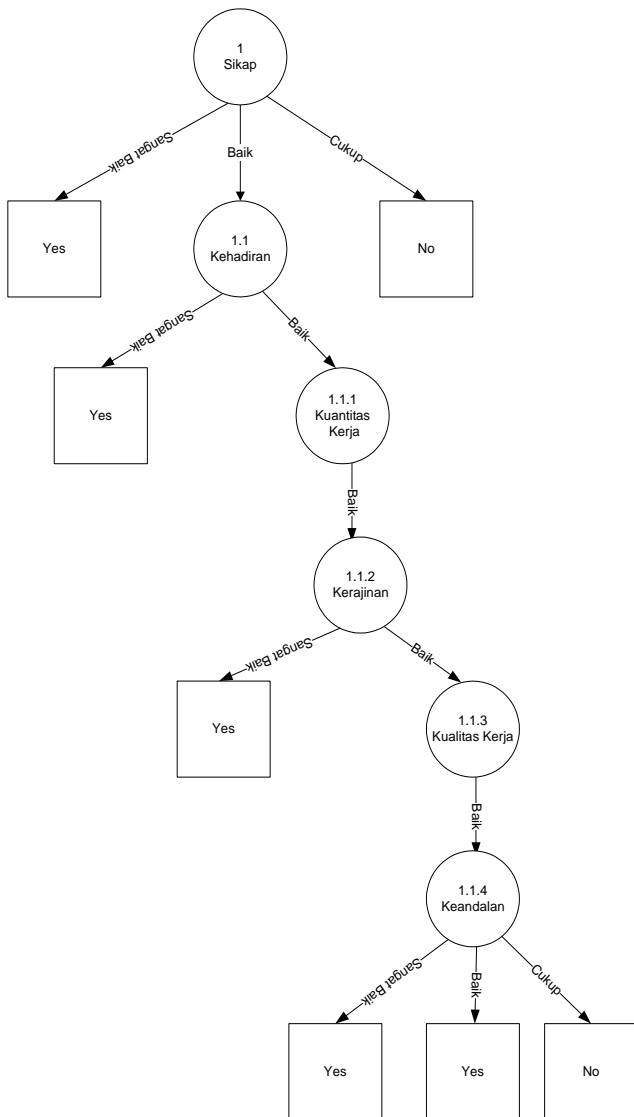 1
Sikap
Sangat Baik
Baik
Cukup
Yes
1.1
Kehadiran
No
Sangat Baik
Baik
Yes
1.1.1
Kuantitas
Kerja
Baik
1.1.2
Kerajinan
Sangat Baik
Baik
Yes
1.1.3
Kualitas Kerja
Baik
1.1.4
Keandalan
Sangat Baik
Baik
Cukup
Yes
Yes
No